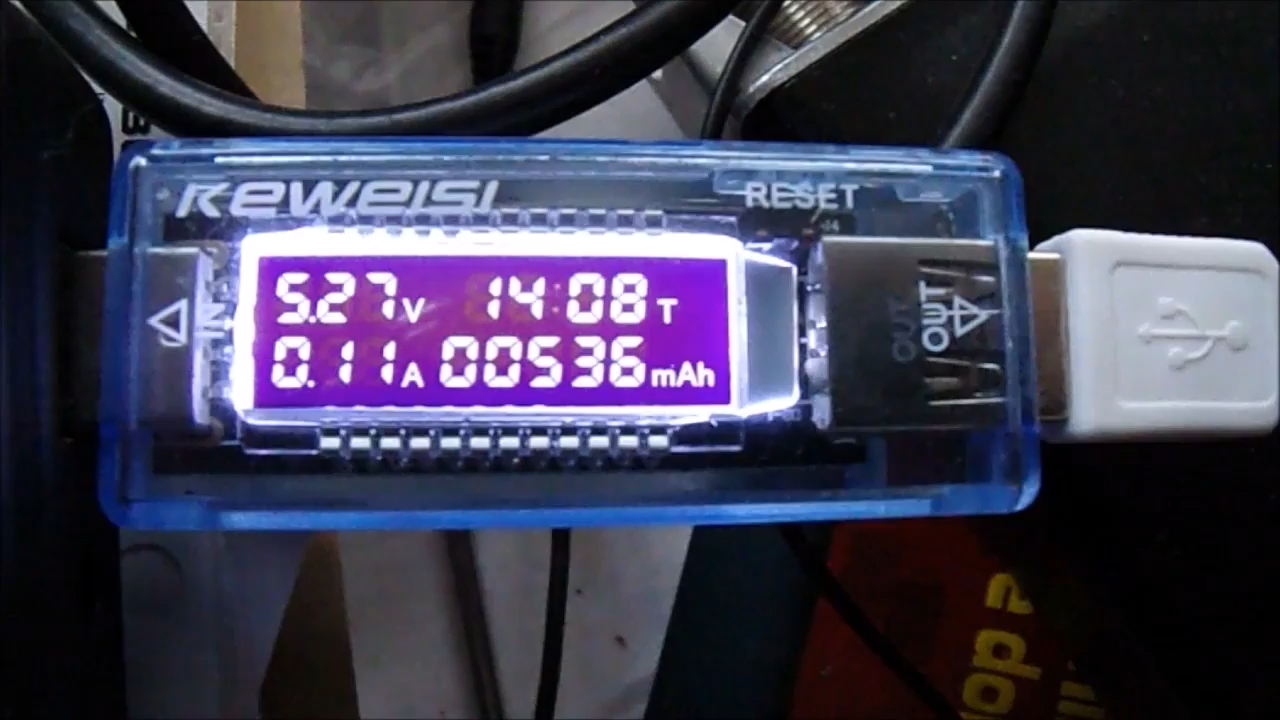 KEWEISI
RESET
IN
5.27V 14:08T
0.11A 00536mAh
OUT
OUT